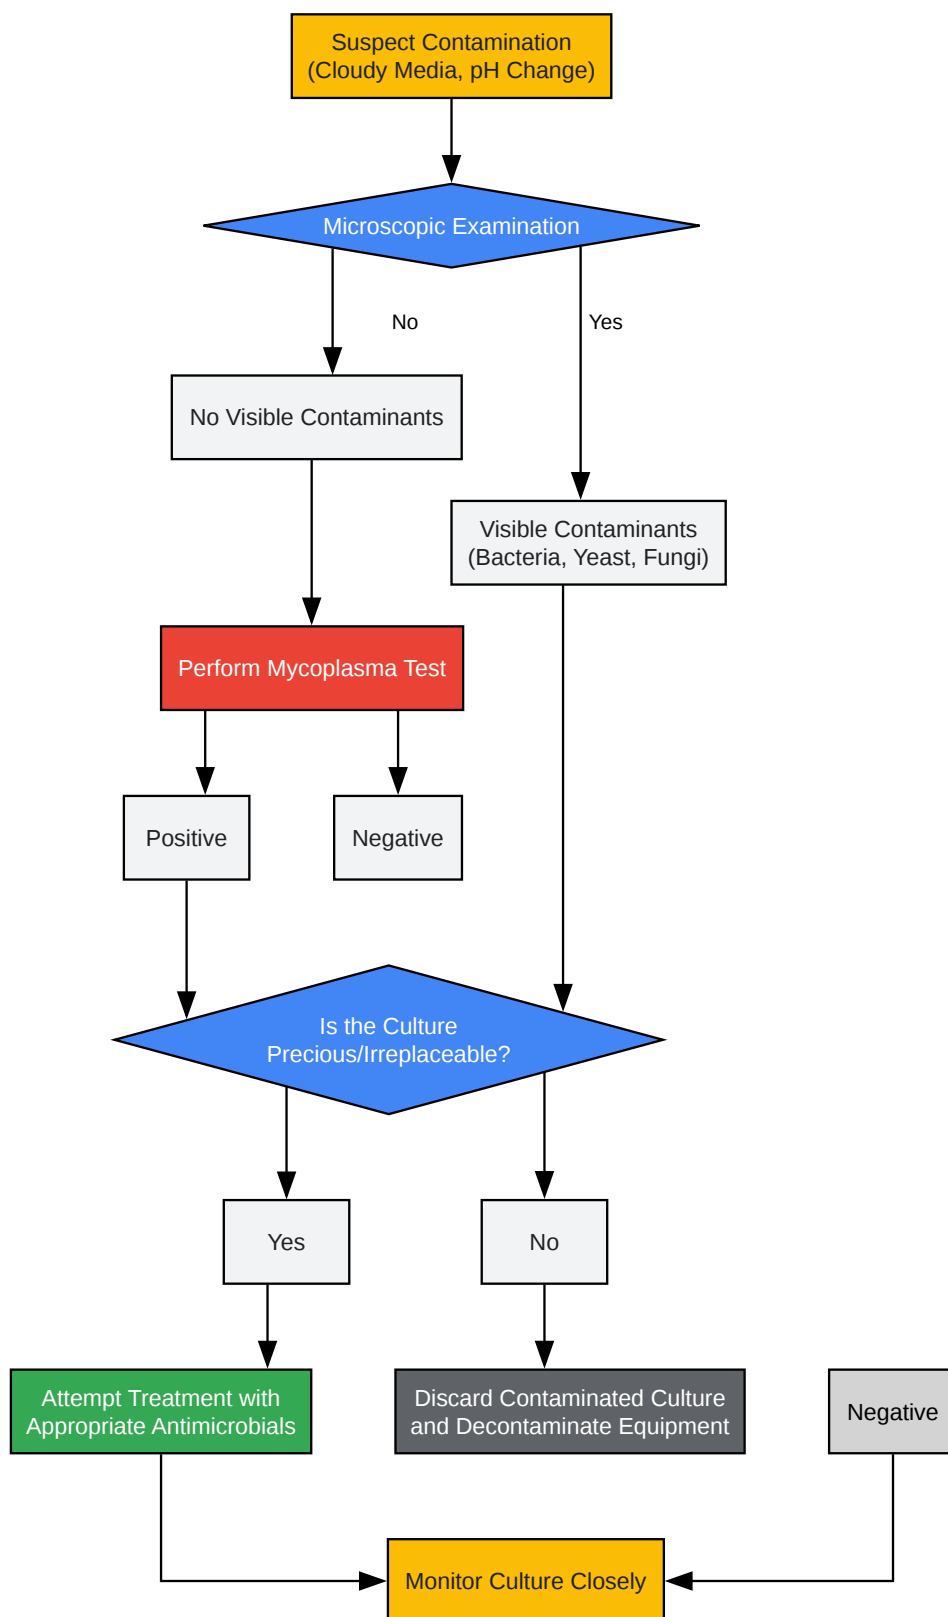 Suspect Contamination
(Cloudy Media, pH Change)
Microscopic Examination
No
Yes
No Visible Contaminants
Visible Contaminants
(Bacteria, Yeast, Fungi)
Perform Mycoplasma Test
Positive
Negative
Is the Culture
Precious/Irreplaceable?
Yes
No
Attempt Treatment with
Appropriate Antimicrobials
Discard Contaminated Culture
and Decontaminate Equipment
Negative
Monitor Culture Closely